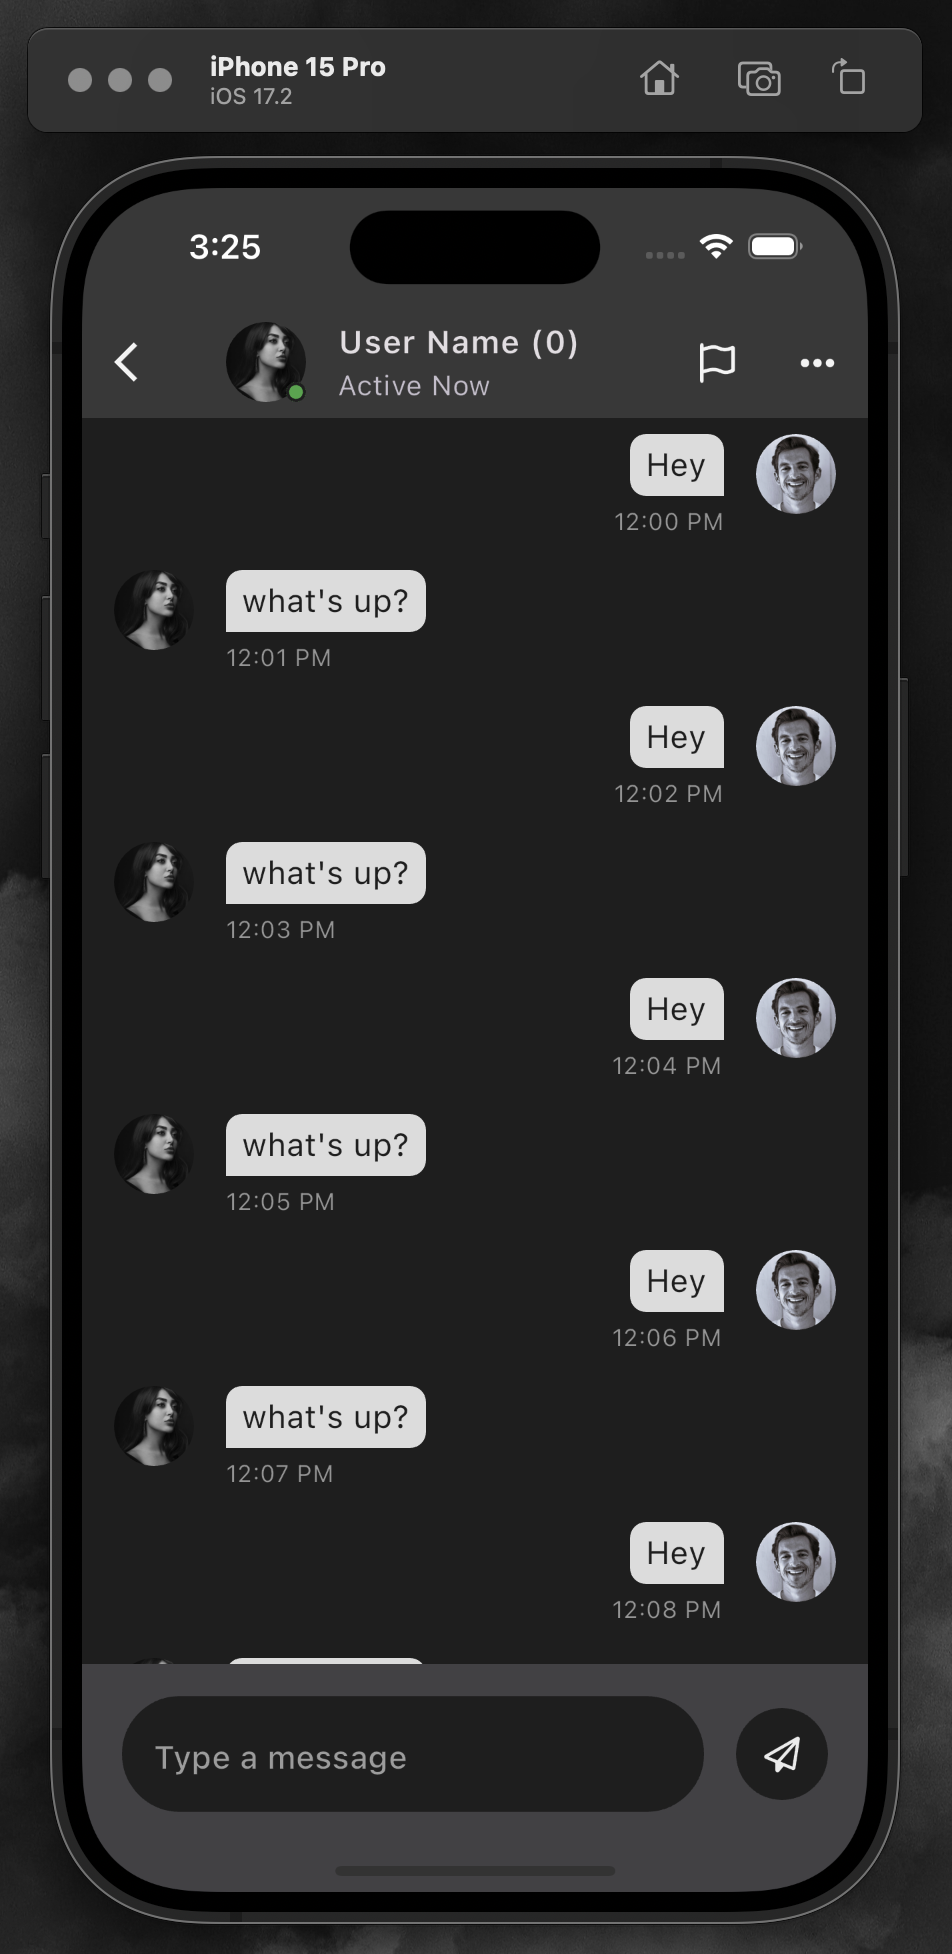 iPhone 15 Pro
iOS 17.2
3:25
User Name (0)
Active Now
Hey
12:00 PM
what's up?
12:01 PM
Hey
12:02 PM
what's up?
12:03 PM
Hey
12:04 PM
what's up?
12:05 PM
Hey
12:06 PM
what's up?
12:07 PM
Hey
12:08 PM
Type a message